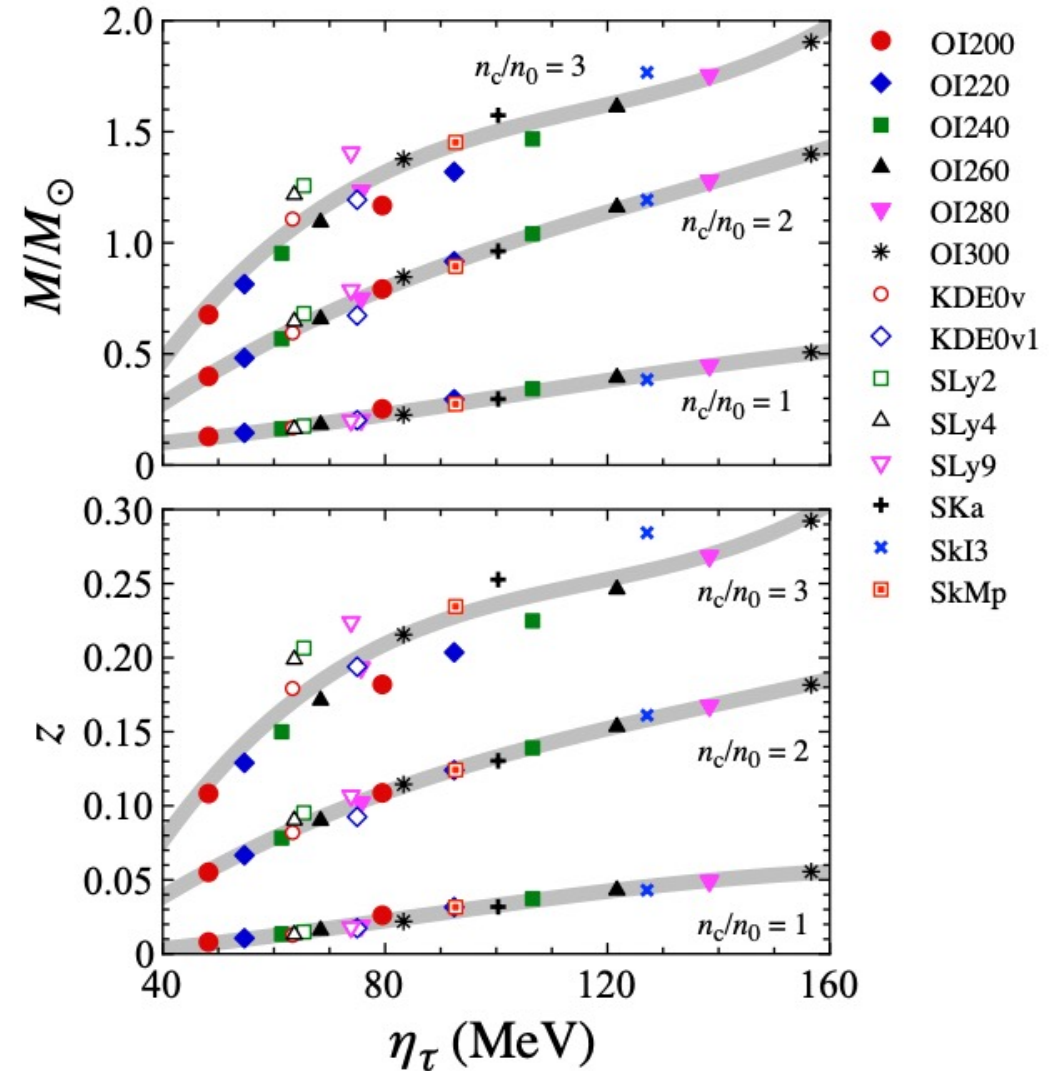 2.0
1.5
1.0
0.5
0
M/M⊙
n_c/n_0 = 3
n_c/n_0 = 2
n_c/n_0 = 1
OI200
OI220
OI240
OI260
OI280
OI300
KDE0v
KDE0v1
SLy2
SLy4
SLy9
SKa
SkI3
SkMp
0.30
0.25
0.20
0.15
0.10
0.05
0
z
n_c/n_0 = 3
n_c/n_0 = 2
n_c/n_0 = 1
40 80 120 160
η_τ (MeV)